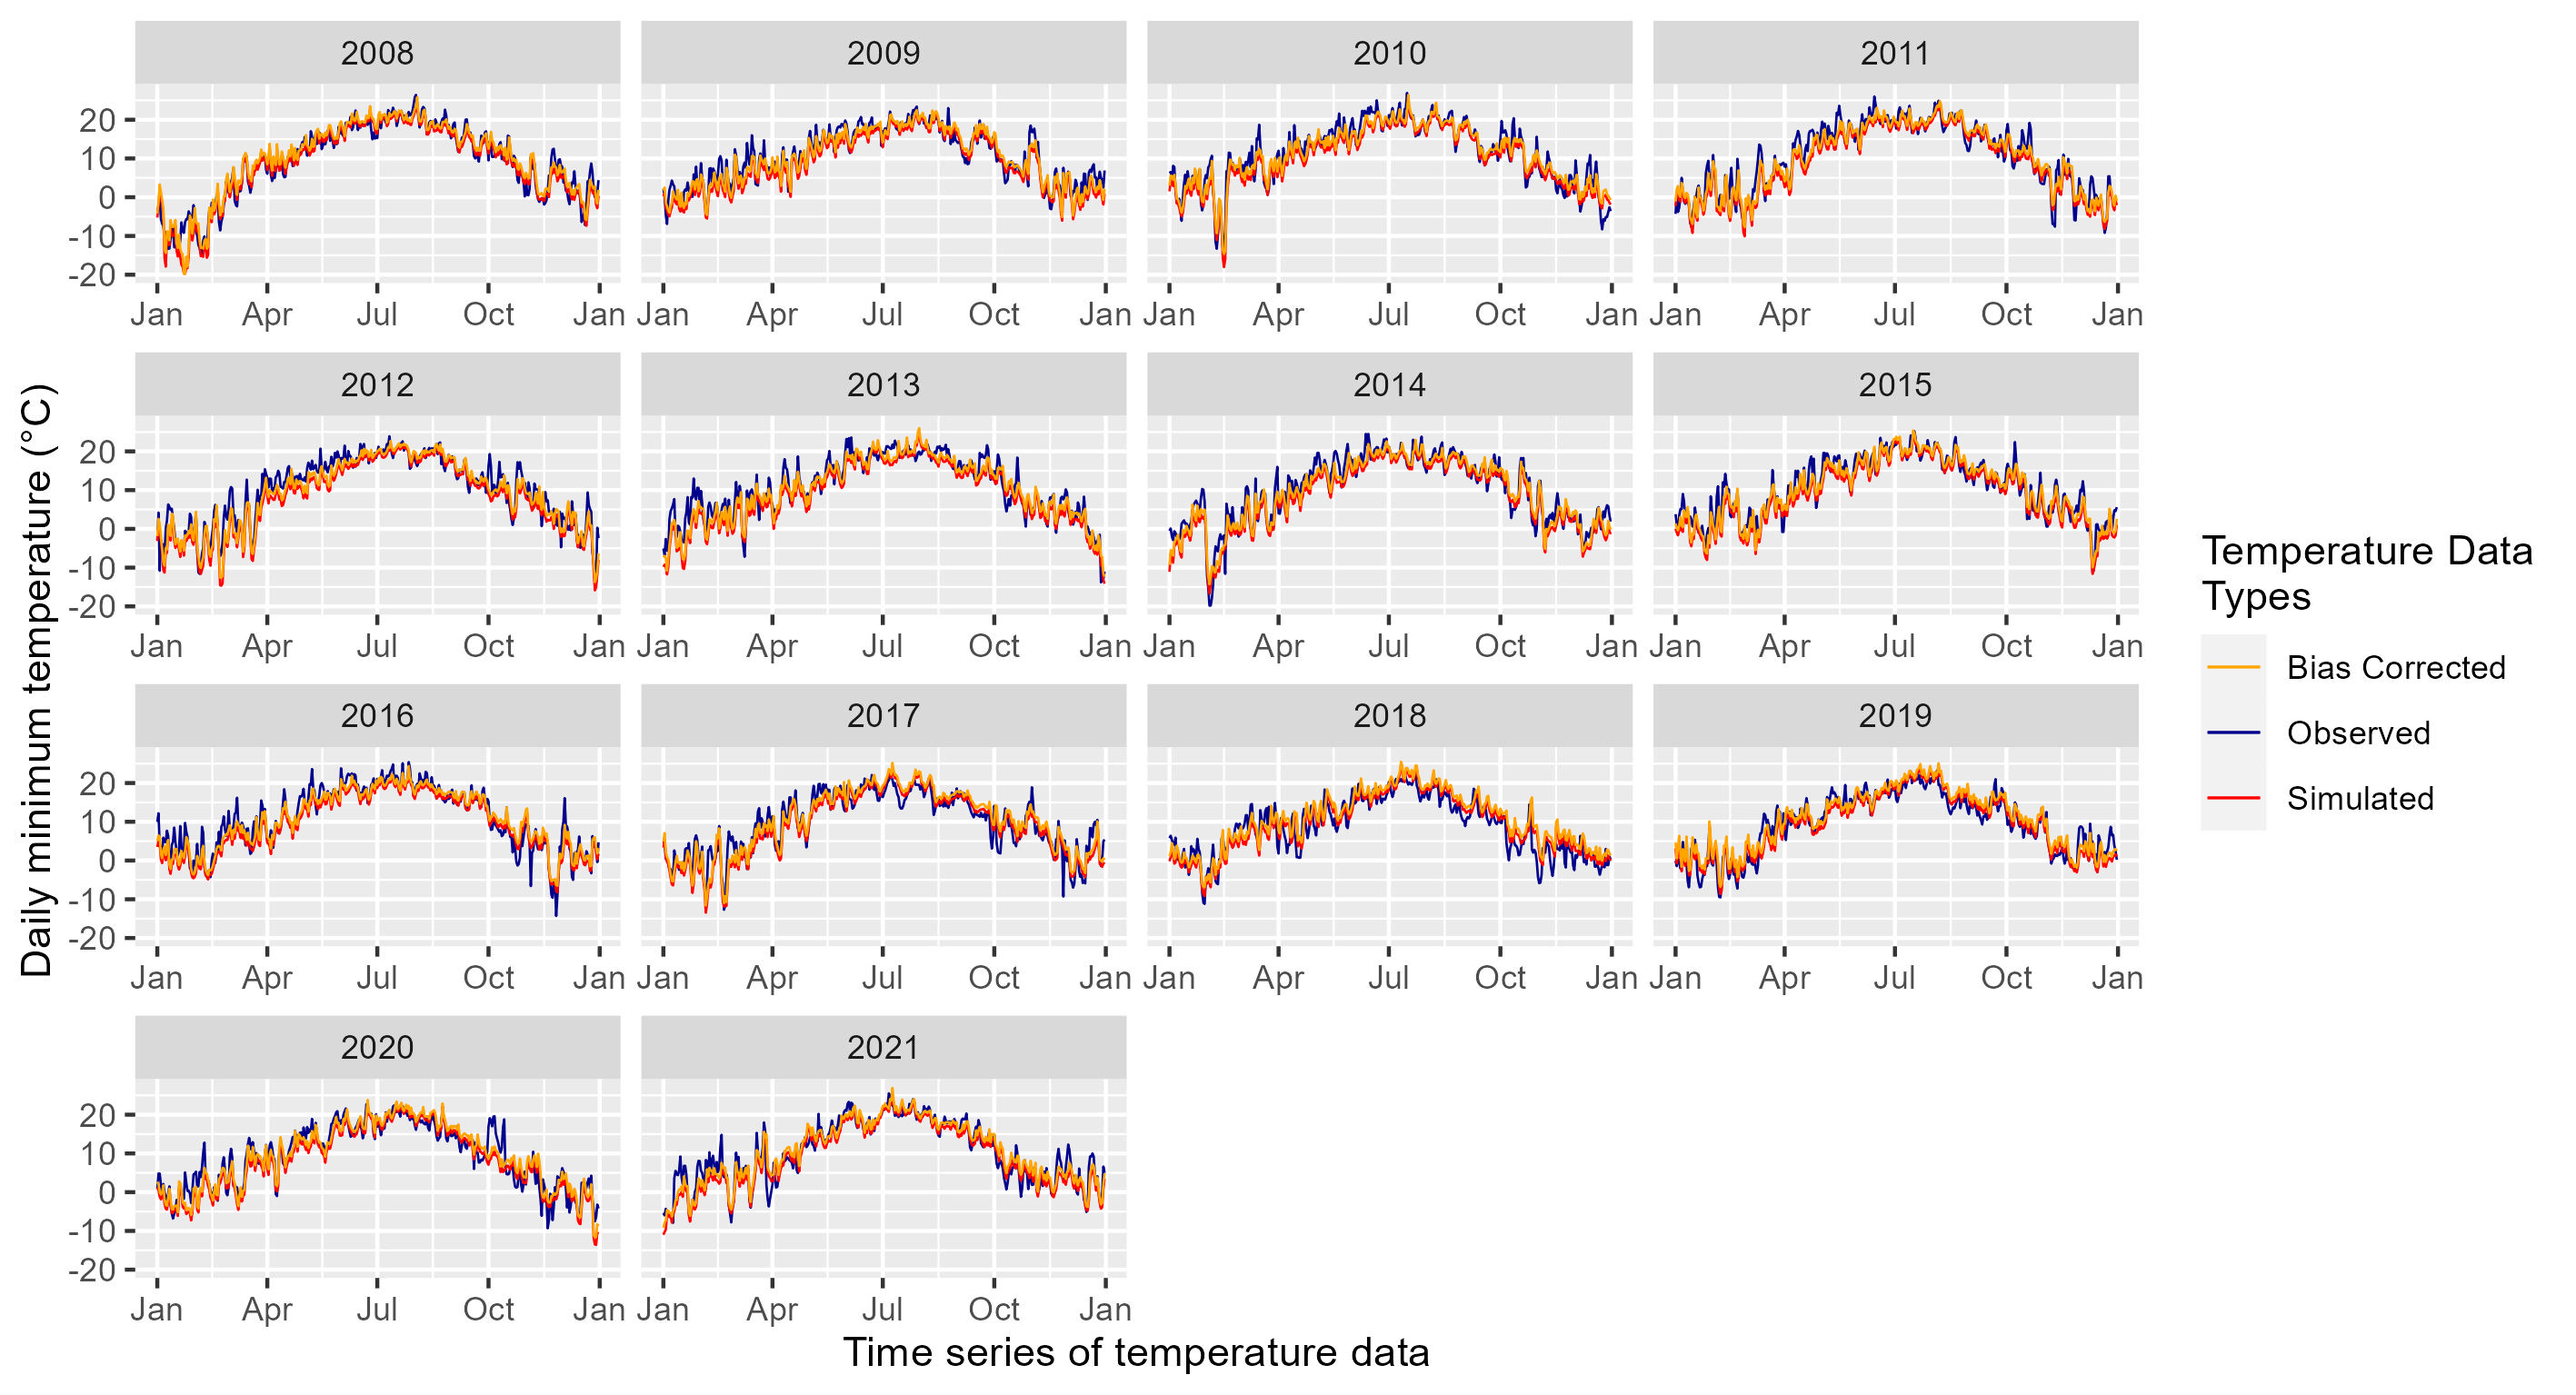 2008 2009 2010 2011
20
10
0
-10
-20
Jan Apr Jul Oct Jan Jan Apr Jul Oct Jan Jan Apr Jul Oct Jan Jan Apr Jul Oct Jan
2012 2013 2014 2015
20
10
0
-10
-20
Jan Apr Jul Oct Jan Jan Apr Jul Oct Jan Jan Apr Jul Oct Jan Jan Apr Jul Oct Jan
2016 2017 2018 2019
20
10
0
-10
-20
Jan Apr Jul Oct Jan Jan Apr Jul Oct Jan Jan Apr Jul Oct Jan Jan Apr Jul Oct Jan
2020 2021
20
10
0
-10
-20
Jan Apr Jul Oct Jan Jan Apr Jul Oct Jan
Daily minimum temperature (°C)
Time series of temperature data
Temperature Data
Types
Bias Corrected
Observed
Simulated